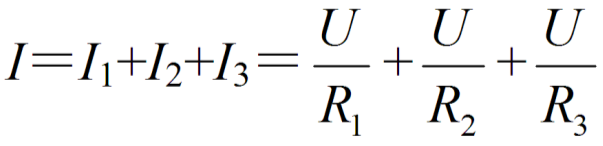 I=I₁+I₂+I₃= U/R₁ + U/R₂ + U/R₃